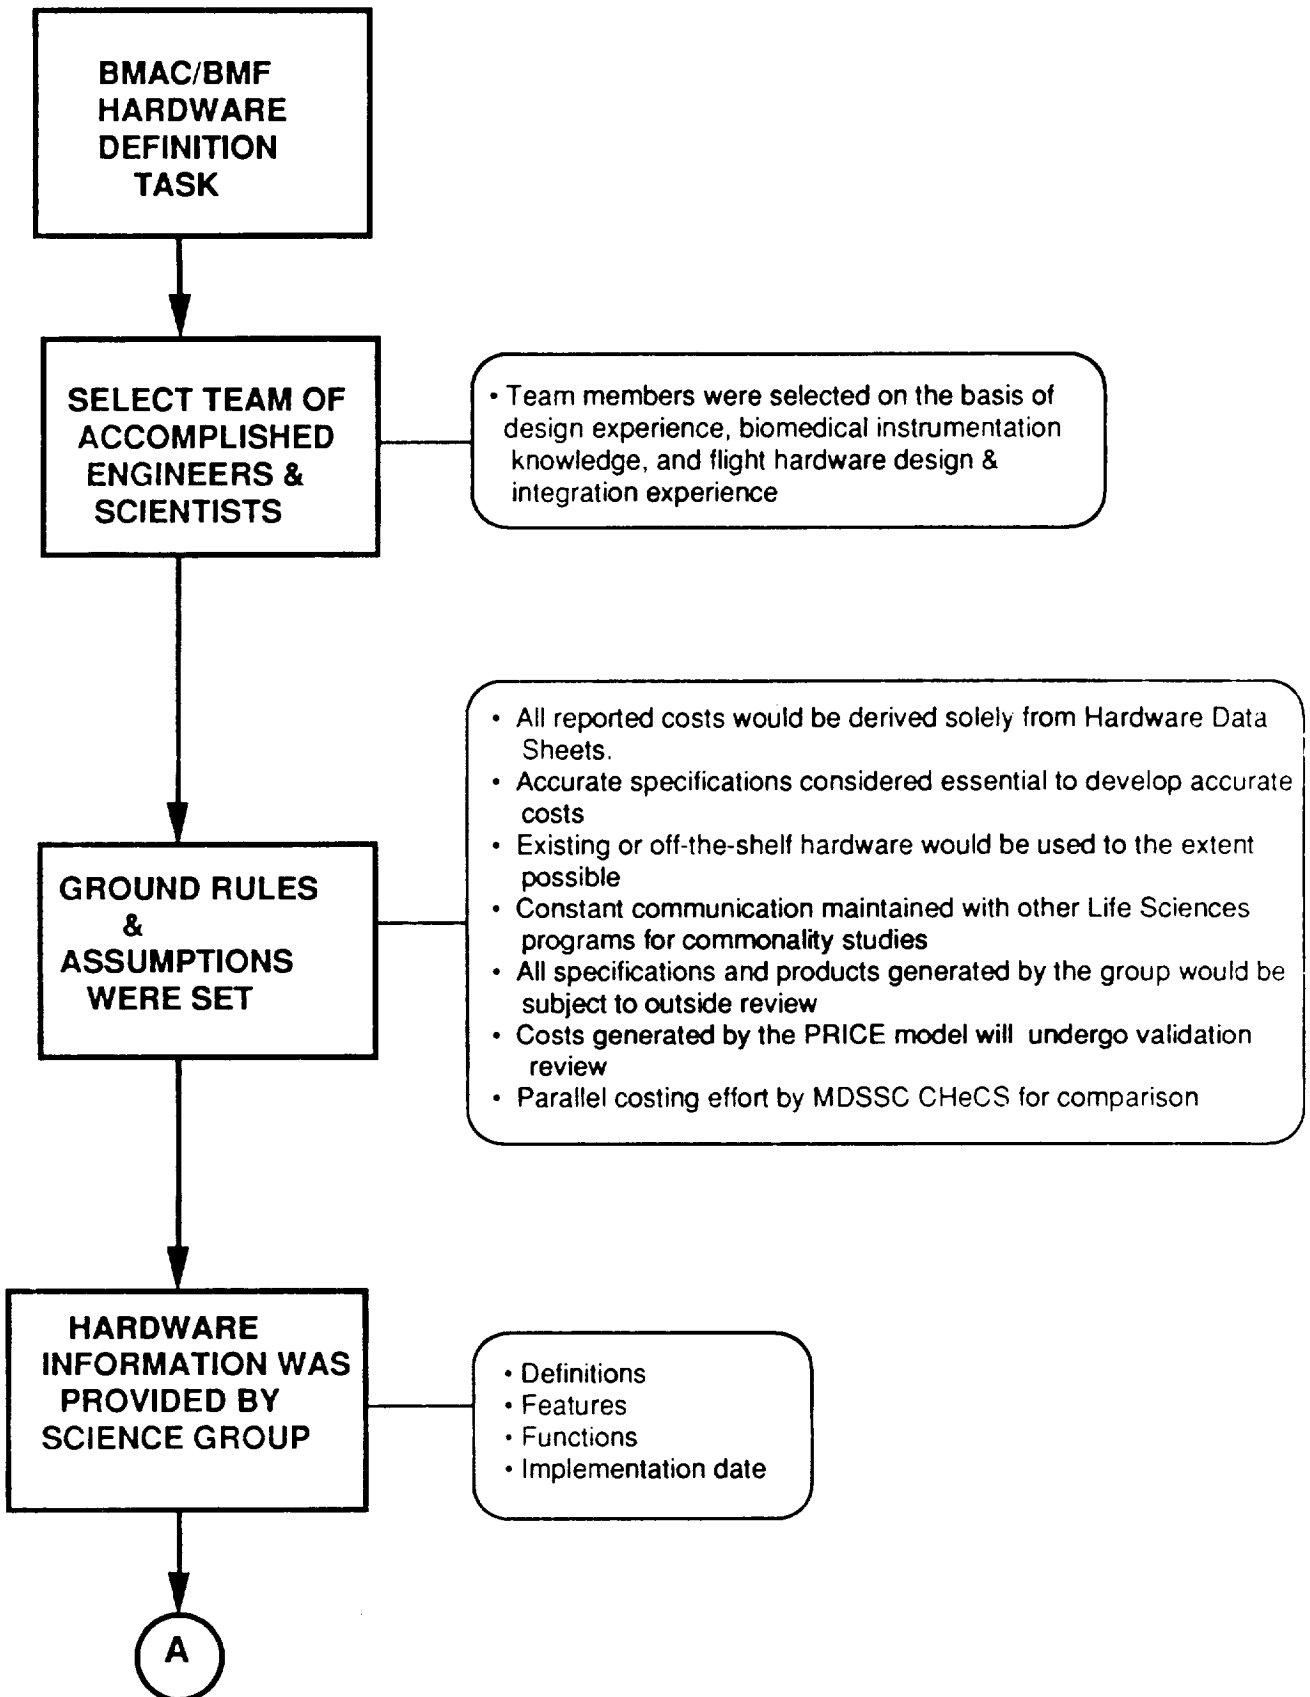 BMAC/BMF
HARDWARE
DEFINITION
TASK
SELECT TEAM OF
ACCOMPLISHED
ENGINEERS &
SCIENTISTS
• Team members were selected on the basis of
design experience, biomedical instrumentation
knowledge, and flight hardware design &
integration experience
GROUND RULES
&
ASSUMPTIONS
WERE SET
• All reported costs would be derived solely from Hardware Data
Sheets.
• Accurate specifications considered essential to develop accurate
costs
• Existing or off-the-shelf hardware would be used to the extent
possible
• Constant communication maintained with other Life Sciences
programs for commonality studies
• All specifications and products generated by the group would be
subject to outside review
• Costs generated by the PRICE model will undergo validation
review
• Parallel costing effort by MDSSC CHeCS for comparison
HARDWARE
INFORMATION WAS
PROVIDED BY
SCIENCE GROUP
• Definitions
• Features
• Functions
• Implementation date
A